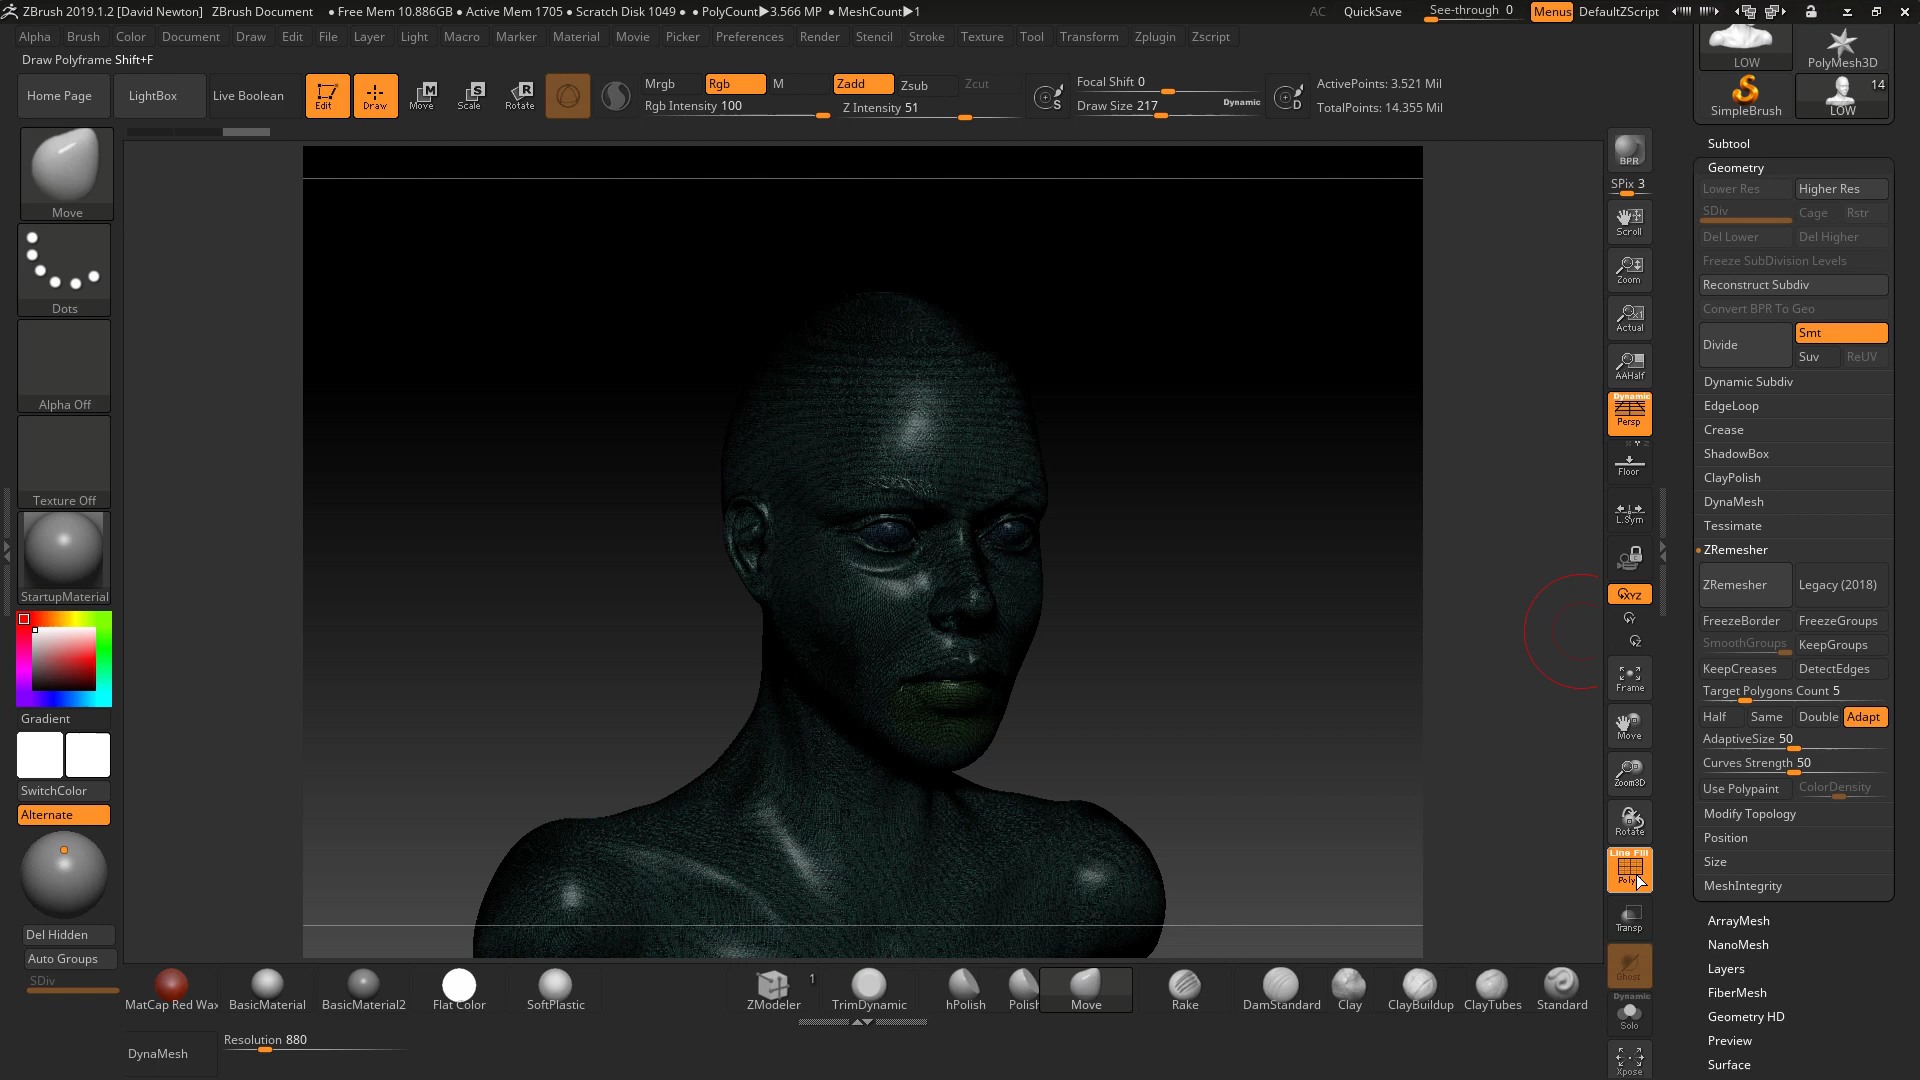 ZBrush 2019.1.2 [David Newton] ZBrush Document • Free Mem 10.886GB • Active Mem 1705 • Scratch Disk 1049 • • PolyCount▶3.566 MP • MeshCount▶1
AC QuickSave See-through 0 Menus DefaultZScript
Alpha Brush Color Document Draw Edit File Layer Light Macro Marker Material Movie Picker Preferences Render Stencil Stroke Texture Tool Transform Zplugin Zscript
Draw Polyframe Shift+F
Home Page LightBox Live Boolean Edit Draw Move Scale Rotate
Mrgb Rgb M Zadd Zsub Zcut
Rgb Intensity 100 Z Intensity 51
Focal Shift 0
Draw Size 217 Dynamic
ActivePoints: 3.521 Mil
TotalPoints: 14.355 Mil
Move
Dots
Alpha Off
Texture Off
StartupMaterial
Gradient
SwitchColor
Alternate
Del Hidden
Auto Groups
SDiv
BPR
SPix 3
Scroll
Zoom
Actual
AAHalf
Dynamic
Persp
Floor
L.Sym
XYZ
Frame
Move
Zoom3D
Rotate
Line Fill
Poly
Transp
Ghost
Dynamic
Solo
Xpose
LOW PolyMesh3D
SimpleBrush 14 LOW
Subtool
Geometry
Lower Res Higher Res
SDiv Cage Rstr
Del Lower Del Higher
Freeze SubDivision Levels
Reconstruct Subdiv
Convert BPR To Geo
Divide Smt
Suv ReUV
Dynamic Subdiv
EdgeLoop
Crease
ShadowBox
ClayPolish
DynaMesh
Tessimate
ZRemesher
ZRemesher Legacy (2018)
FreezeBorder FreezeGroups
SmoothGroups KeepGroups
KeepCreases DetectEdges
Target Polygons Count 5
Half Same Double Adapt
AdaptiveSize 50
Curves Strength 50
Use Polypaint ColorDensity
Modify Topology
Position
Size
MeshIntegrity
ArrayMesh
NanoMesh
Layers
FiberMesh
Geometry HD
Preview
Surface
MatCap Red Wax BasicMaterial BasicMaterial2 Flat Color SoftPlastic ZModeler 1 TrimDynamic hPolish Polish Move Rake DamStandard Clay ClayBuildup ClayTubes Standard
DynaMesh Resolution 880